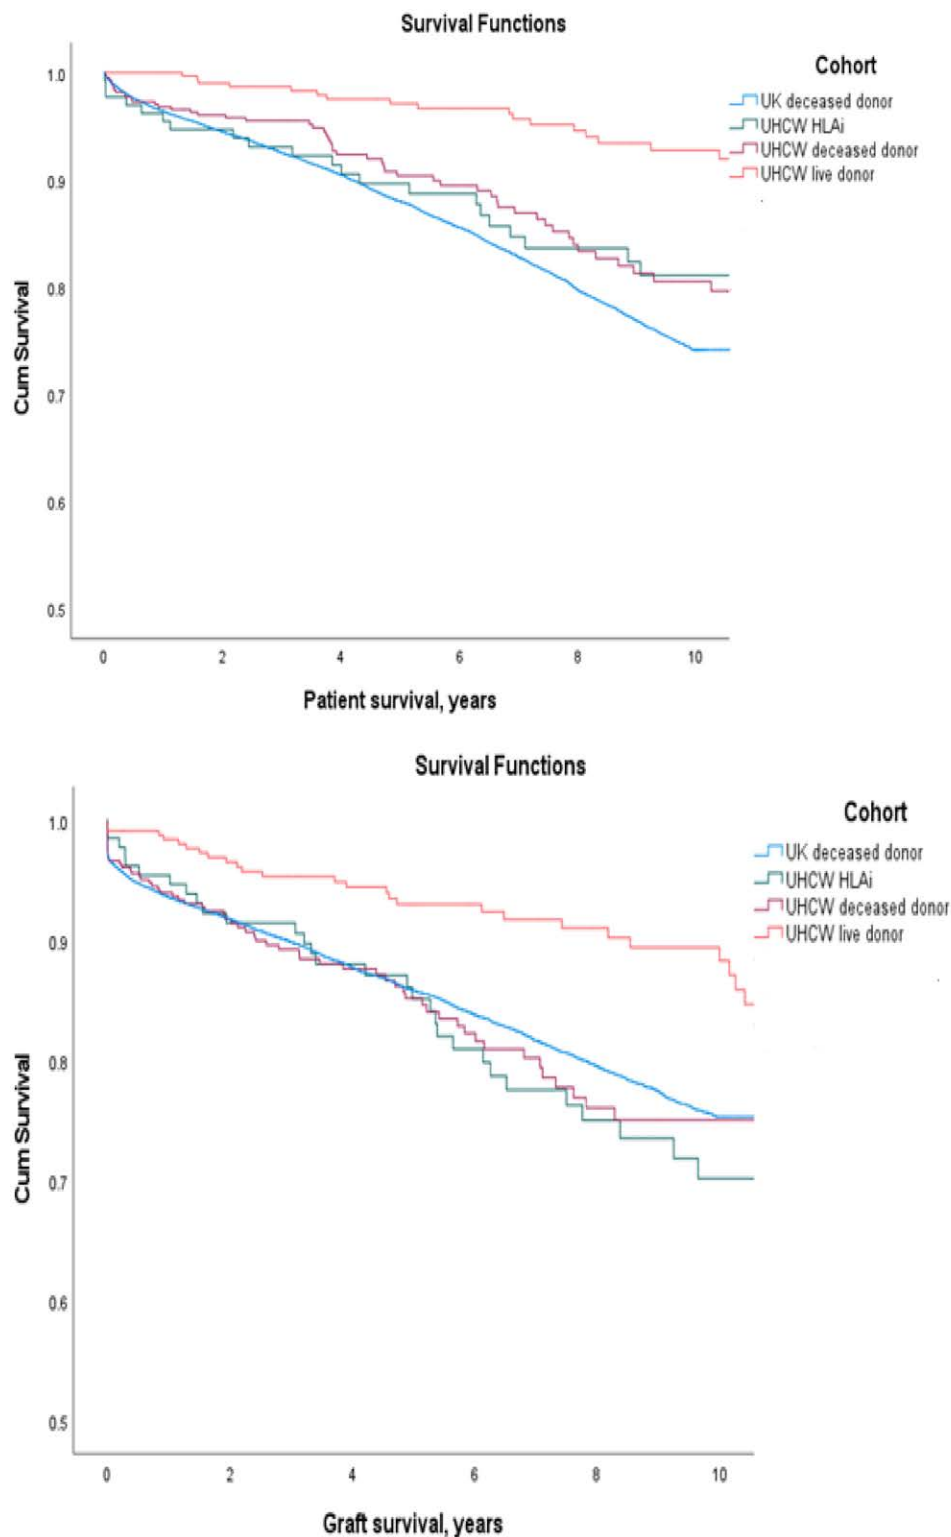 Survival Functions
Cohort
UK deceased donor
UHCW HLAi
UHCW deceased donor
UHCW live donor
Cum Survival
1.0
0.9
0.8
0.7
0.6
0.5
0 2 4 6 8 10
Patient survival, years
Survival Functions
Cohort
UK deceased donor
UHCW HLAi
UHCW deceased donor
UHCW live donor
Cum Survival
1.0
0.9
0.8
0.7
0.6
0.5
0 2 4 6 8 10
Graft survival, years